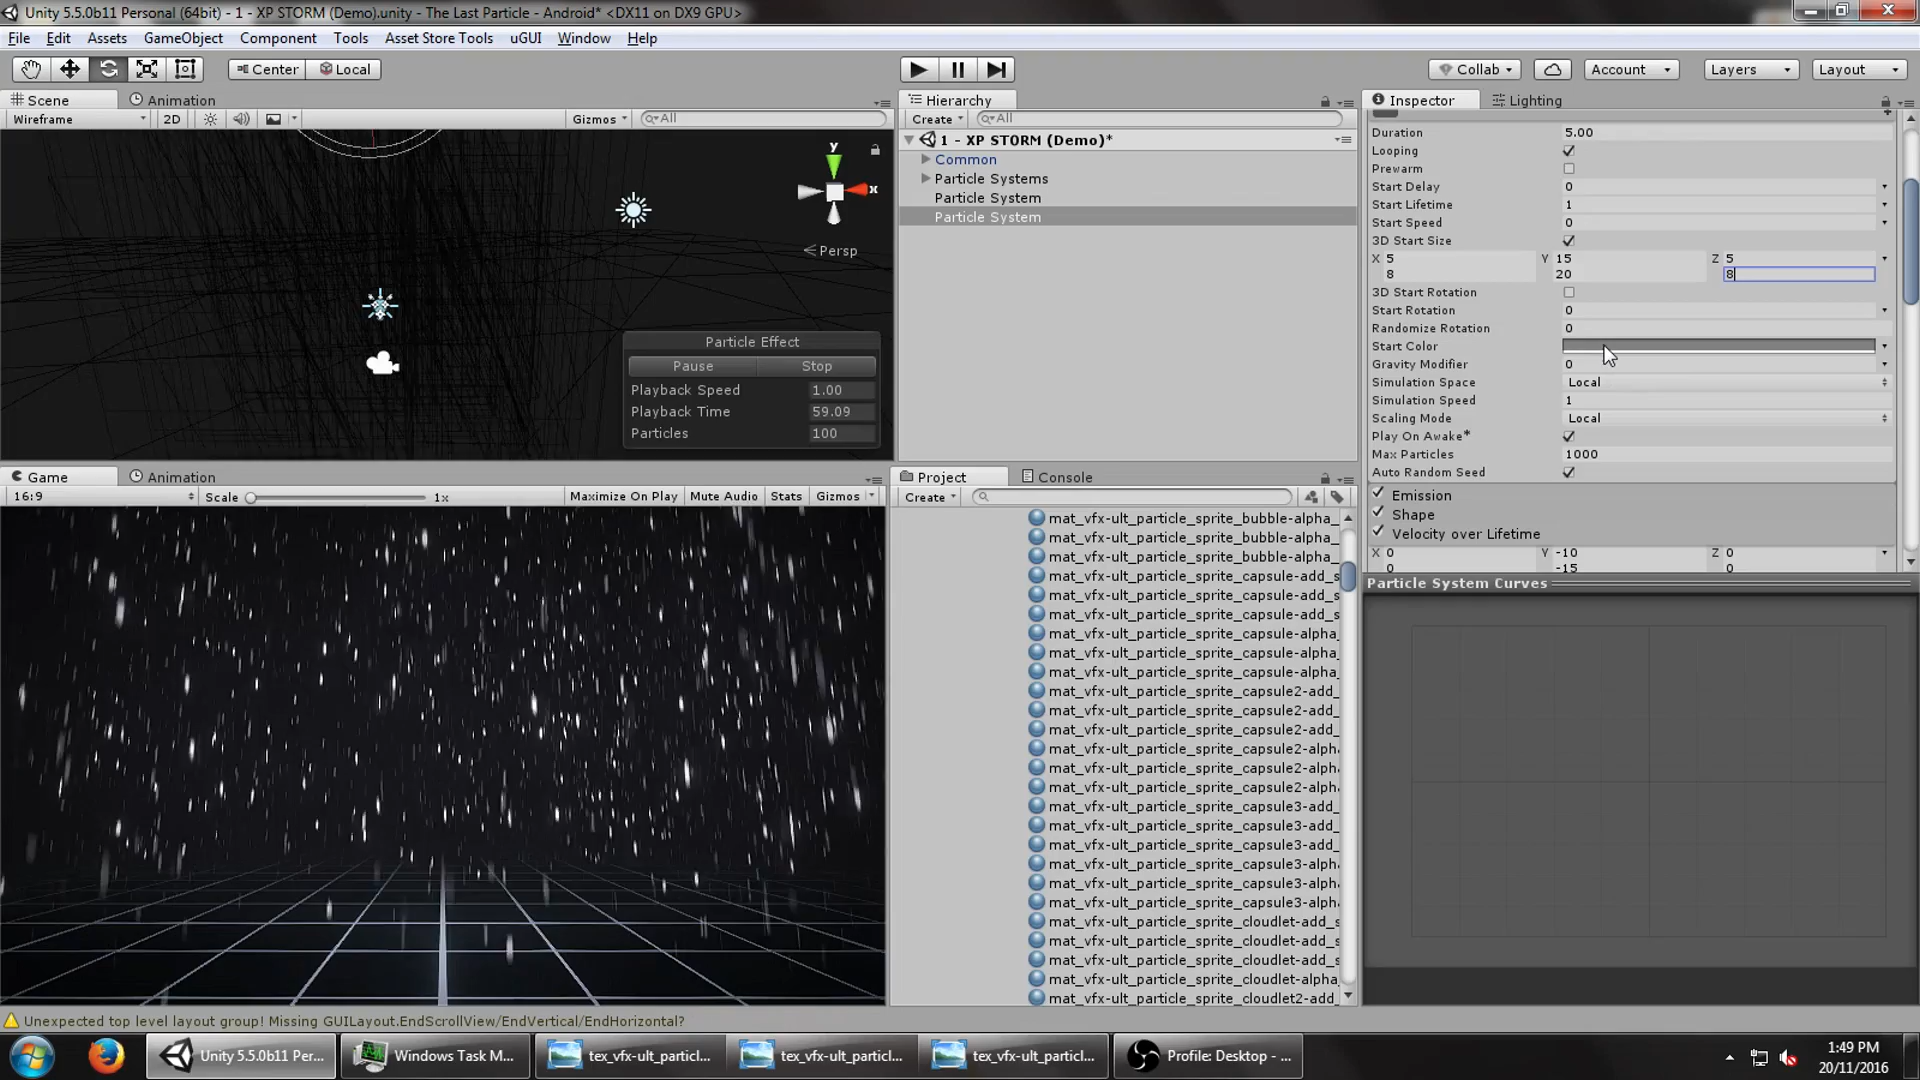 Unity 5.5.0b11 Personal (64bit) - 1 - XP STORM (Demo).unity - The Last Particle - Android* <DX11 on DX9 GPU>
File Edit Assets GameObject Component Tools Asset Store Tools uGUI Window Help
Center Local Collab Account Layers Layout
Scene Animation
Wireframe 2D Gizmos All
y
x
Persp
Particle Effect
Pause Stop
Playback Speed 1.00
Playback Time 59.09
Particles 100
Game Animation
16:9 Scale 1x Maximize On Play Mute Audio Stats Gizmos
Hierarchy
Create All
1 - XP STORM (Demo)*
Common
Particle Systems
Particle System
Particle System
Project Console
Create
mat_vfx-ult_particle_sprite_bubble-alpha_
mat_vfx-ult_particle_sprite_bubble-alpha_
mat_vfx-ult_particle_sprite_bubble-alpha_
mat_vfx-ult_particle_sprite_capsule-add_s
mat_vfx-ult_particle_sprite_capsule-add_s
mat_vfx-ult_particle_sprite_capsule-add_s
mat_vfx-ult_particle_sprite_capsule-alpha_
mat_vfx-ult_particle_sprite_capsule-alpha_
mat_vfx-ult_particle_sprite_capsule-alpha_
mat_vfx-ult_particle_sprite_capsule2-add_
mat_vfx-ult_particle_sprite_capsule2-add_
mat_vfx-ult_particle_sprite_capsule2-add_
mat_vfx-ult_particle_sprite_capsule2-alph
mat_vfx-ult_particle_sprite_capsule2-alph
mat_vfx-ult_particle_sprite_capsule2-alph
mat_vfx-ult_particle_sprite_capsule3-add_
mat_vfx-ult_particle_sprite_capsule3-add_
mat_vfx-ult_particle_sprite_capsule3-add_
mat_vfx-ult_particle_sprite_capsule3-alph
mat_vfx-ult_particle_sprite_capsule3-alph
mat_vfx-ult_particle_sprite_capsule3-alph
mat_vfx-ult_particle_sprite_cloudlet-add_s
mat_vfx-ult_particle_sprite_cloudlet-add_s
mat_vfx-ult_particle_sprite_cloudlet-add_s
mat_vfx-ult_particle_sprite_cloudlet-alpha
mat_vfx-ult_particle_sprite_cloudlet2-add_
Inspector Lighting
Duration 5.00
Looping
Prewarm
Start Delay 0
Start Lifetime 1
Start Speed 0
3D Start Size
X 5 Y 15 Z 5
8 20 8
3D Start Rotation
Start Rotation 0
Randomize Rotation 0
Start Color
Gravity Modifier 0
Simulation Space Local
Simulation Speed 1
Scaling Mode Local
Play On Awake*
Max Particles 1000
Auto Random Seed
Emission
Shape
Velocity over Lifetime
X 0 Y -10 Z 0
0 -15 0
Particle System Curves
Unexpected top level layout group! Missing GUILayout.EndScrollView/EndVertical/EndHorizontal?
Unity 5.5.0b11 Per... Windows Task M... tex_vfx-ult_particl... tex_vfx-ult_particl... tex_vfx-ult_particl... Profile: Desktop - ...
1:49 PM
20/11/2016